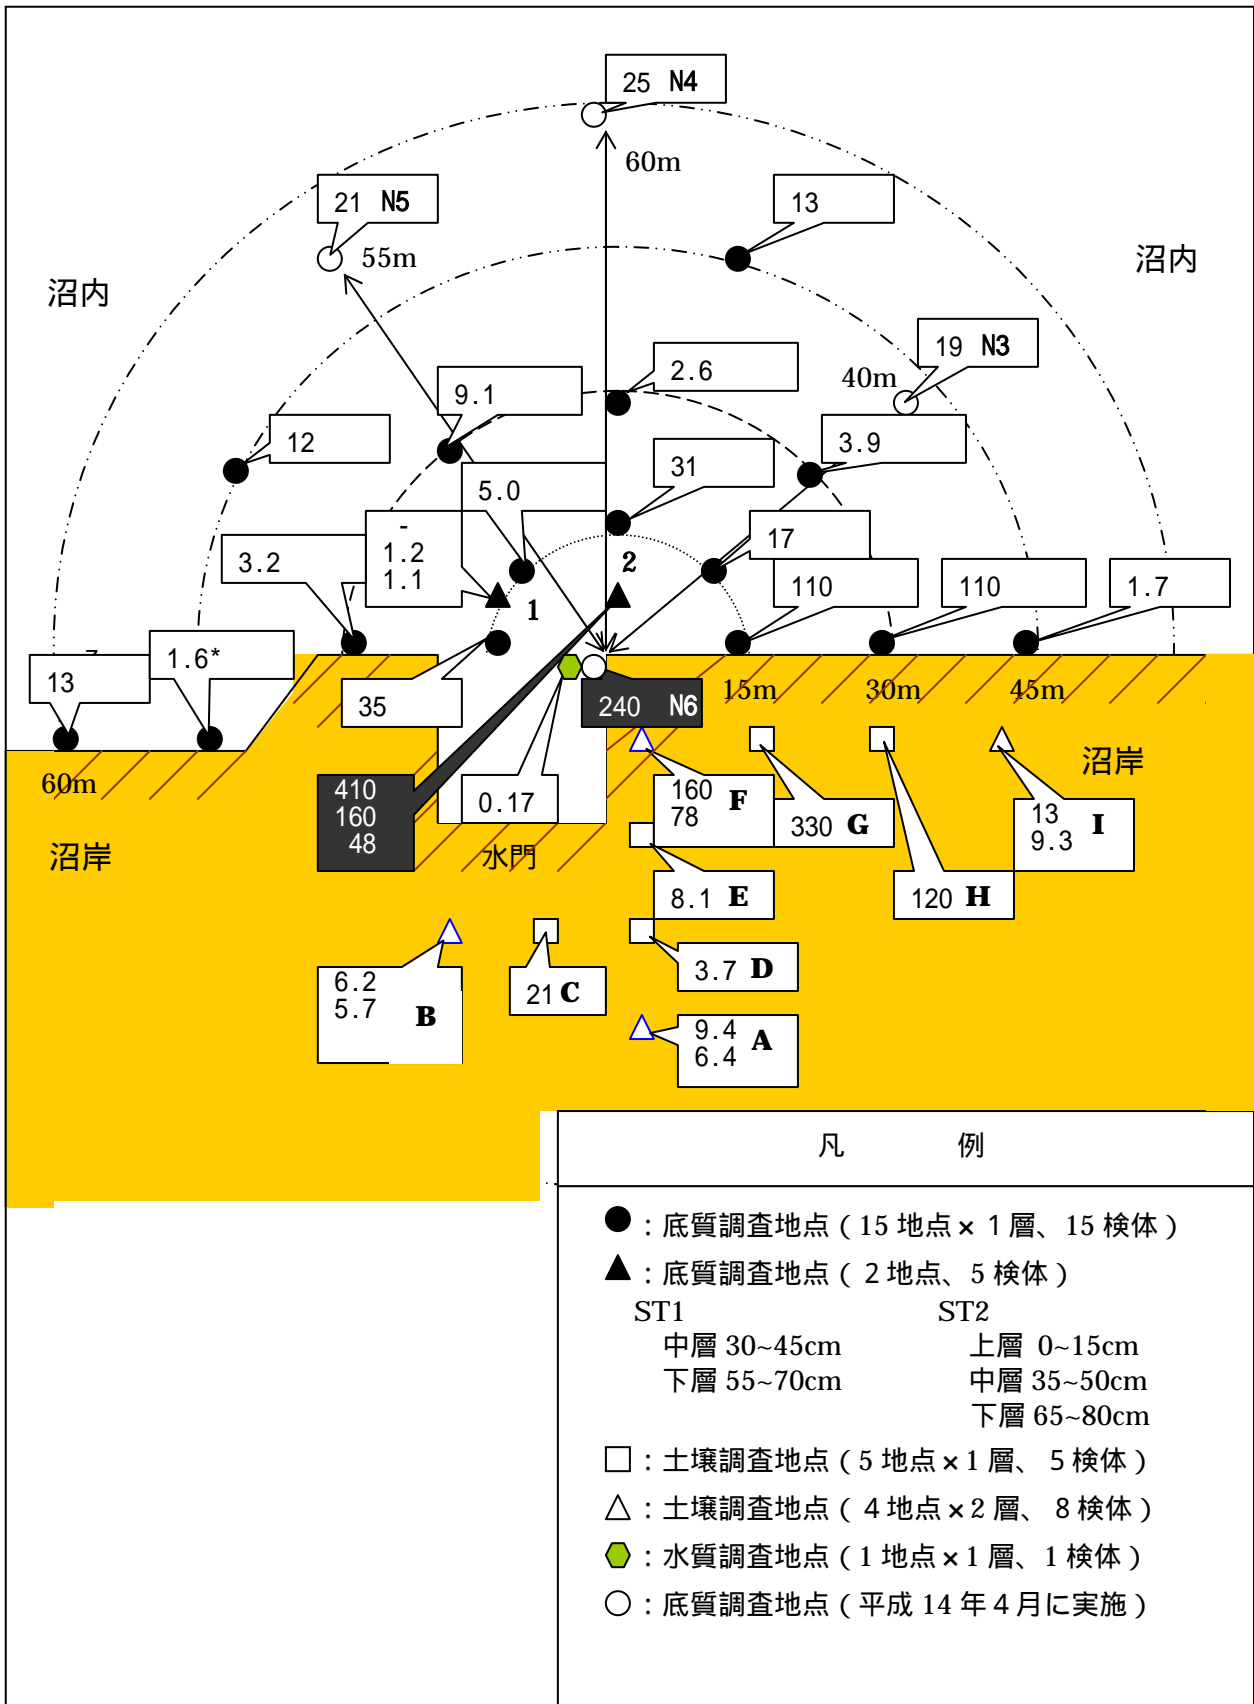 25 N4
60m
21 N5
13
55m
沼内
沼内
19 N3
2.6
40m
9.1
12
3.9
31
5.0
-
1.2
1.1
17
2
3.2
110
110
1.7
1
1.6*
13
35
240 N6
15m
30m
45m
沼岸
60m
410
160
48
0.17
160
78
F
330 G
13
9.3
I
沼岸
水門
8.1 E
120 H
3.7 D
6.2
5.7
B
21 C
9.4
6.4
A
凡 例
●:底質調査地点(15 地点×1 層、15 検体)
▲:底質調査地点(2 地点、5 検体)
ST1 ST2
中層 30~45cm 上層 0~15cm
下層 55~70cm 中層 35~50cm
下層 65~80cm
□:土壌調査地点(5 地点×1 層、5 検体)
△:土壌調査地点(4 地点×2 層、8 検体)
:水質調査地点(1 地点×1 層、1 検体)
○:底質調査地点(平成 14 年 4 月に実施)